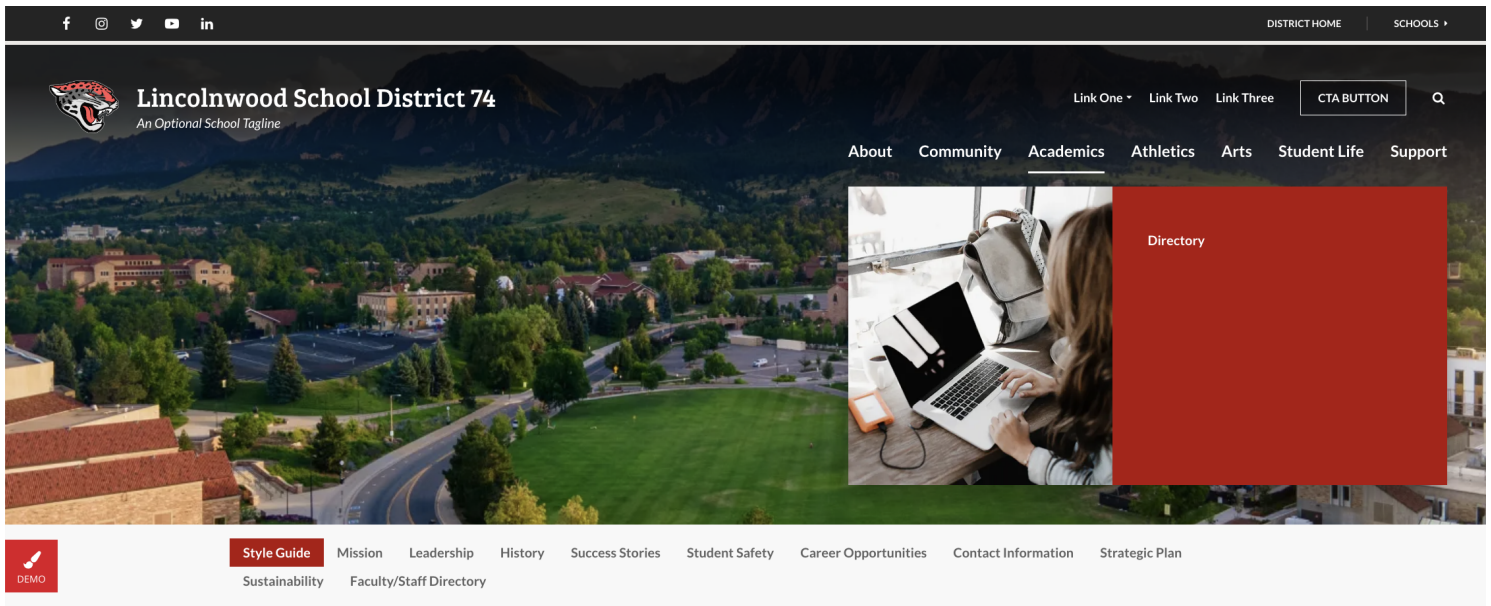 DISTRICT HOME SCHOOLS
Lincolnwood School District 74
An Optional School Tagline
Link One Link Two Link Three CTA BUTTON
About Community Academics Athletics Arts Student Life Support
Directory
Style Guide Mission Leadership History Success Stories Student Safety Career Opportunities Contact Information Strategic Plan
Sustainability Faculty/Staff Directory
DEMO